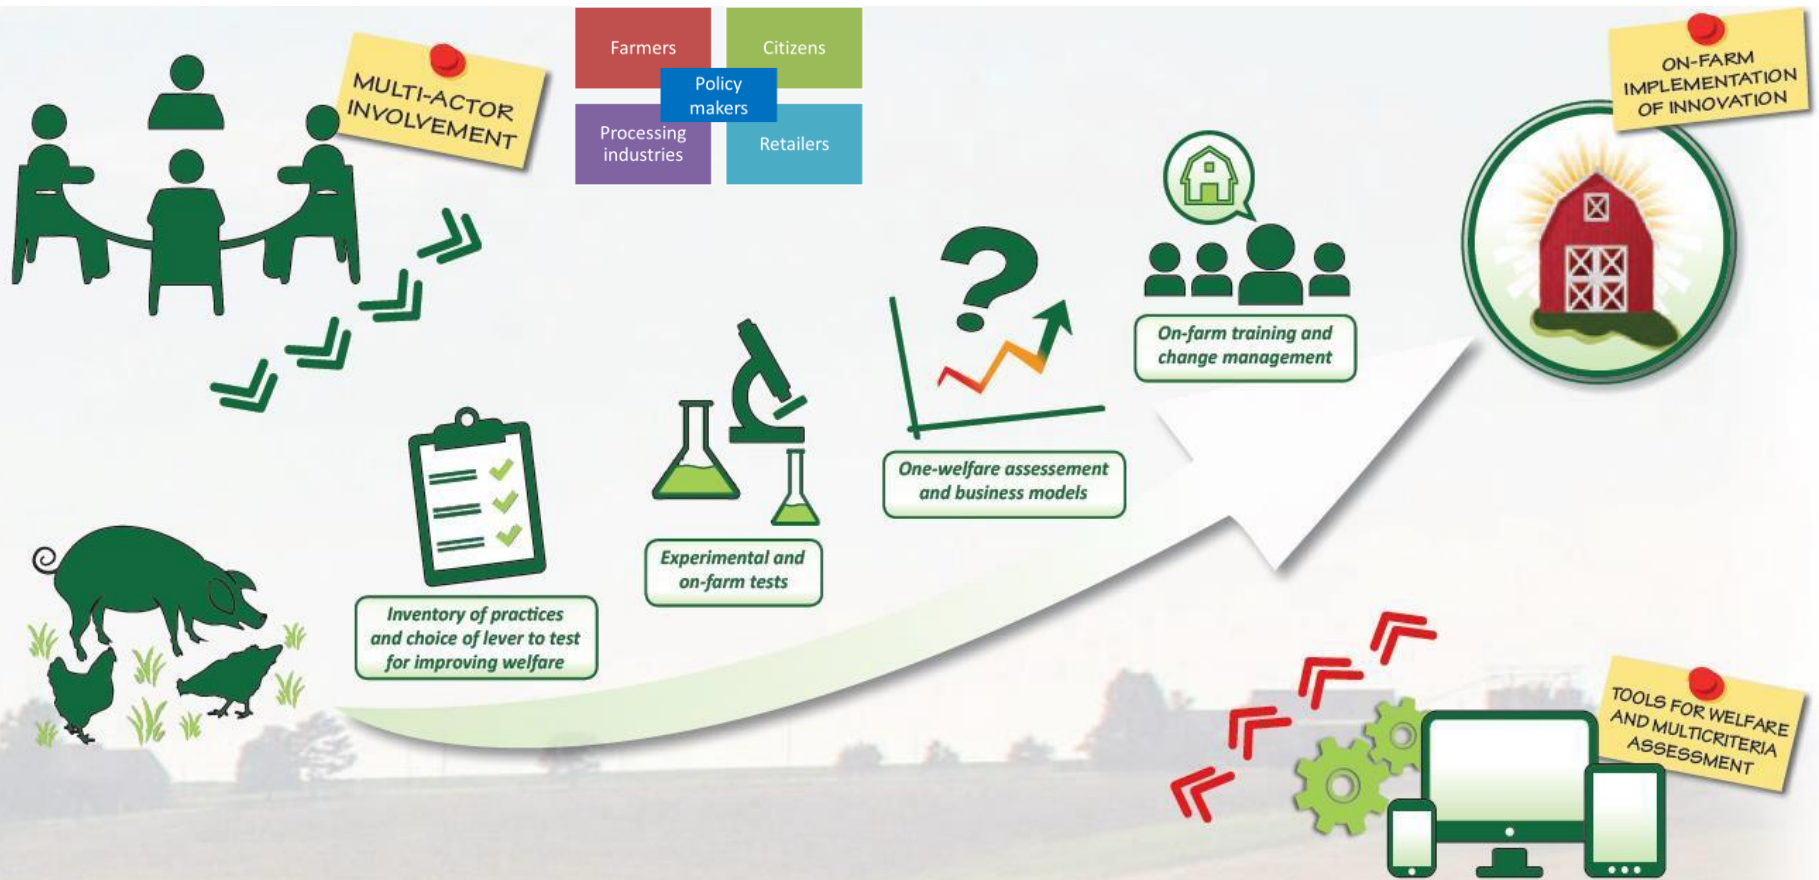 MULTI-ACTOR
INVOLVEMENT
Farmers
Citizens
Policy
makers
Processing
industries
Retailers
ON-FARM
IMPLEMENTATION
OF INNOVATION
On-farm training and
change management
One-welfare assessment
and business models
Experimental and
on-farm tests
Inventory of practices
and choice of lever to test
for improving welfare
TOOLS FOR WELFARE
AND MULTICRITERIA
ASSESSMENT